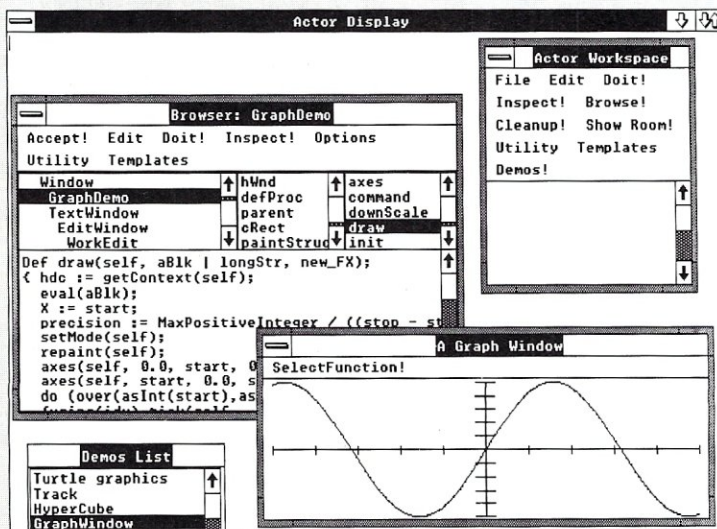 Actor Display
Actor Workspace
File Edit Doit!
Inspect! Browse!
Cleanup! Show Room!
Utility Templates
Demos!
Browser: GraphDemo
Accept! Edit Doit! Inspect! Options
Utility Templates
Window
GraphDemo
TextWindow
EditWindow
WorkEdit
hWnd
defProc
parent
cRect
paintStruc
axes
command
downScale
draw
init
Def draw(self, aBlk | longStr, new_FX);
{ hdc := getContext(self);
eval(aBlk);
X := start;
precision := MaxPositiveInteger / ((stop - st
setMode(self);
repaint(self);
axes(self, 0.0, start, 0
axes(self, start, 0.0, s
do (over(asInt(start),as
A Graph Window
SelectFunction!
Demos List
Turtle graphics
Track
HyperCube
GraphWindow